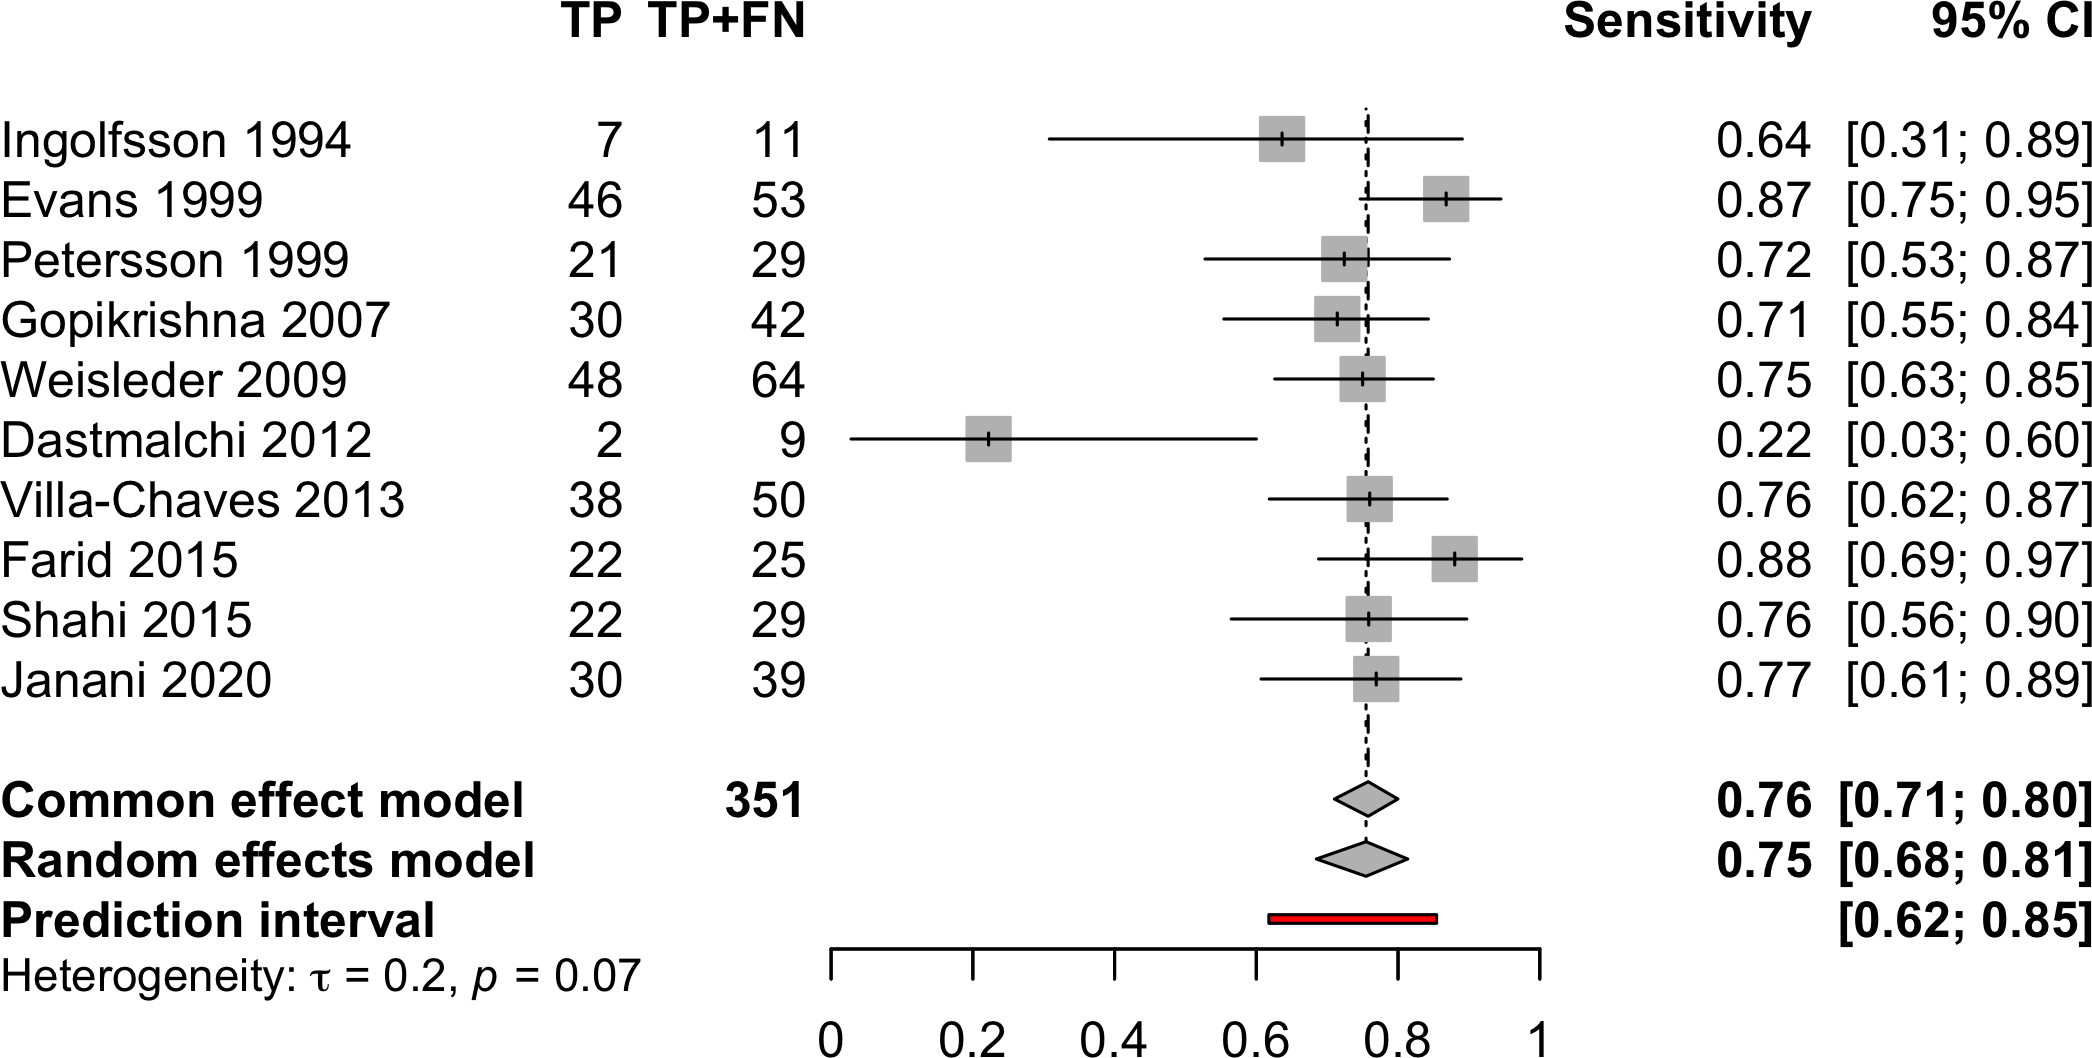 TP TP+FN Sensitivity 95% CI
Ingolfsson 1994 7 11 0.64 [0.31; 0.89]
Evans 1999 46 53 0.87 [0.75; 0.95]
Petersson 1999 21 29 0.72 [0.53; 0.87]
Gopikrishna 2007 30 42 0.71 [0.55; 0.84]
Weisleder 2009 48 64 0.75 [0.63; 0.85]
Dastmalchi 2012 2 9 0.22 [0.03; 0.60]
Villa-Chaves 2013 38 50 0.76 [0.62; 0.87]
Farid 2015 22 25 0.88 [0.69; 0.97]
Shahi 2015 22 29 0.76 [0.56; 0.90]
Janani 2020 30 39 0.77 [0.61; 0.89]
Common effect model 351 0.76 [0.71; 0.80]
Random effects model 0.75 [0.68; 0.81]
Prediction interval [0.62; 0.85]
Heterogeneity: τ = 0.2, p = 0.07
0 0.2 0.4 0.6 0.8 1